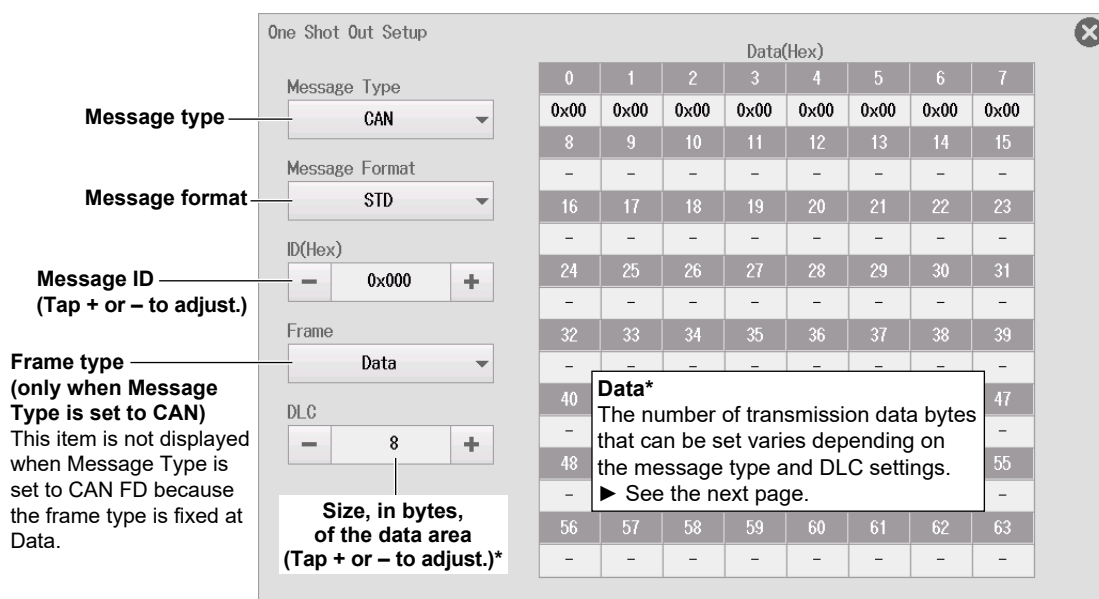 One Shot Out Setup
Data(Hex)
Message Type
CAN
Message Format
STD
ID(Hex)
− 0x000 +
Frame
Data
DLC
− 8 +
0 1 2 3 4 5 6 7
0x00 0x00 0x00 0x00 0x00 0x00 0x00 0x00
8 9 10 11 12 13 14 15
– – – – – – – –
16 17 18 19 20 21 22 23
– – – – – – – –
24 25 26 27 28 29 30 31
– – – – – – – –
32 33 34 35 36 37 38 39
– – – – – – – –
40 47
– –
48 55
– –
56 57 58 59 60 61 62 63
– – – – – – – –
Message type
Message format
Message ID
(Tap + or – to adjust.)
Frame type
(only when Message
Type is set to CAN)
This item is not displayed
when Message Type is
set to CAN FD because
the frame type is fixed at
Data.
Size, in bytes,
of the data area
(Tap + or – to adjust.)*
Data*
The number of transmission data bytes
that can be set varies depending on
the message type and DLC settings.
► See the next page.